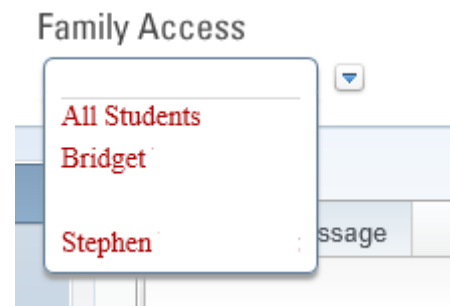 Family Access
All Students
Bridget
Stephen
ssage